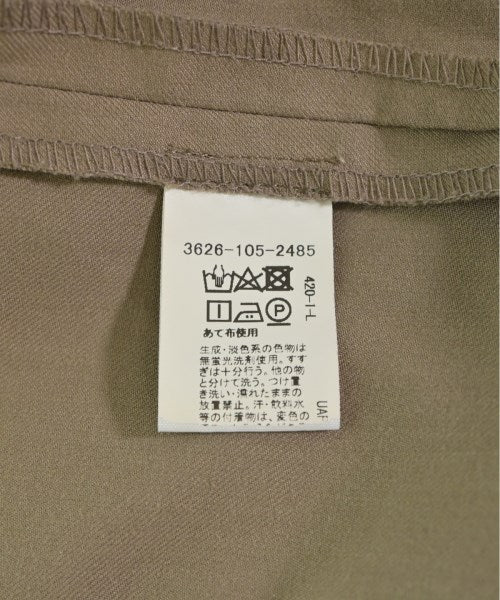 3626-105-2485
P
あて布使用
生成・淡色系の色物は
無蛍光洗剤使用。すす
ぎは十分行う。他の物
と分けて洗う。つけ置
き洗い・濡れたままの
放置禁止。汗・飲料水
等の付着物は、変色の
420-I-L
UAF